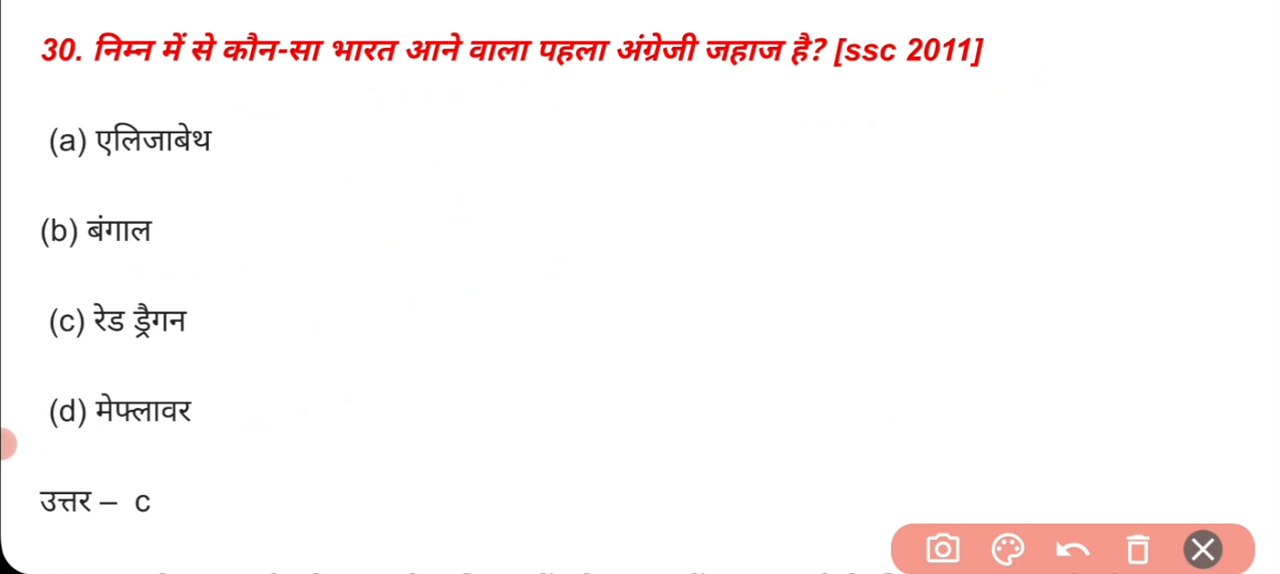 30. निम्न में से कौन-सा भारत आने वाला पहला अंग्रेजी जहाज है? [ssc 2011]
(a) एलिजाबेथ
(b) बंगाल
(c) रेड ड्रैगन
(d) मेफ्लावर
उत्तर – c